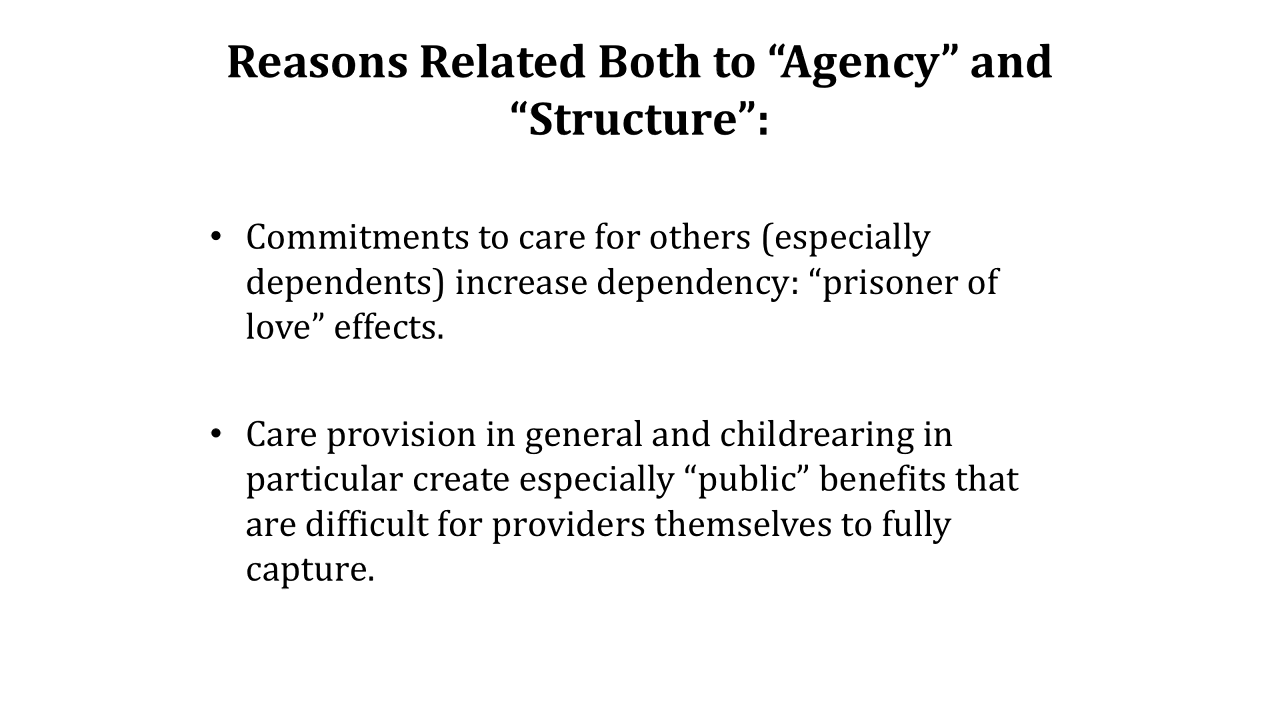 Reasons Related Both to “Agency” and
“Structure”:
• Commitments to care for others (especially
dependents) increase dependency: “prisoner of
love” effects.
• Care provision in general and childrearing in
particular create especially “public” benefits that
are difficult for providers themselves to fully
capture.